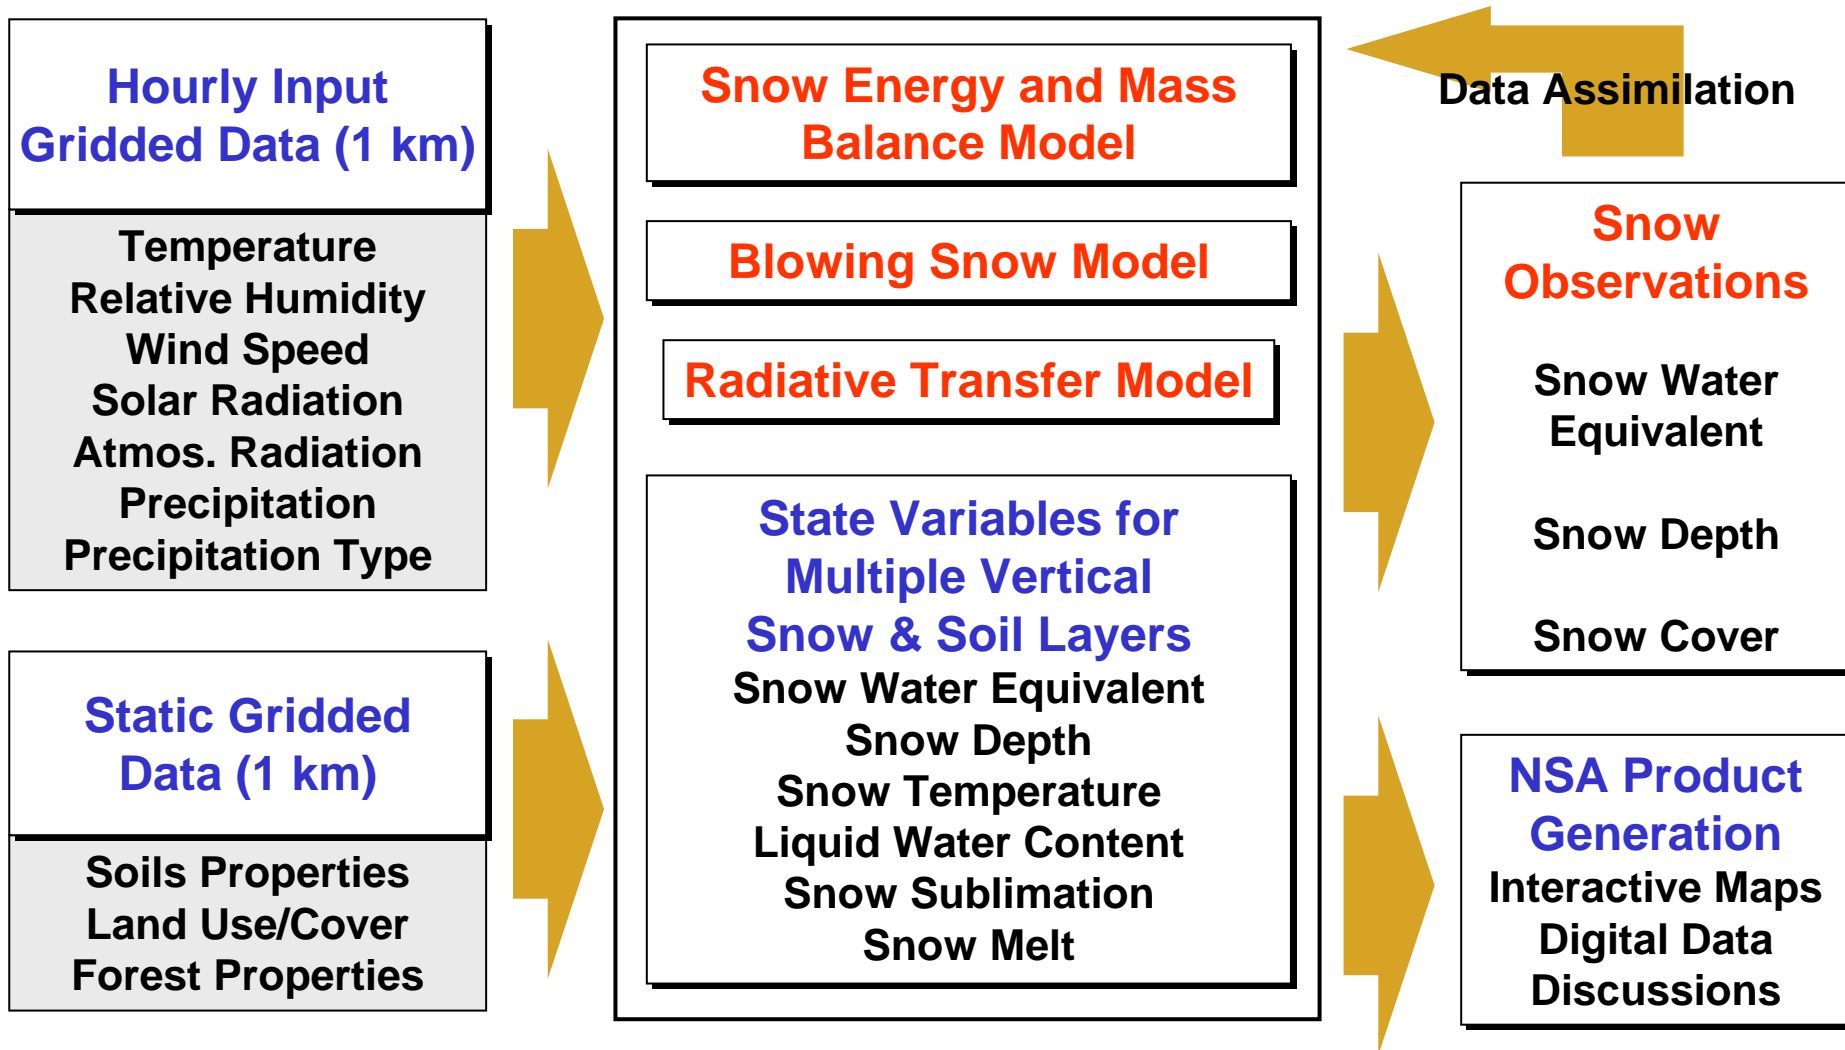 Hourly Input
Gridded Data (1 km)
Temperature
Relative Humidity
Wind Speed
Solar Radiation
Atmos. Radiation
Precipitation
Precipitation Type
Static Gridded
Data (1 km)
Soils Properties
Land Use/Cover
Forest Properties
Snow Energy and Mass
Balance Model
Blowing Snow Model
Radiative Transfer Model
State Variables for
Multiple Vertical
Snow & Soil Layers
Snow Water Equivalent
Snow Depth
Snow Temperature
Liquid Water Content
Snow Sublimation
Snow Melt
Data Assimilation
Snow
Observations
Snow Water
Equivalent
Snow Depth
Snow Cover
NSA Product
Generation
Interactive Maps
Digital Data
Discussions